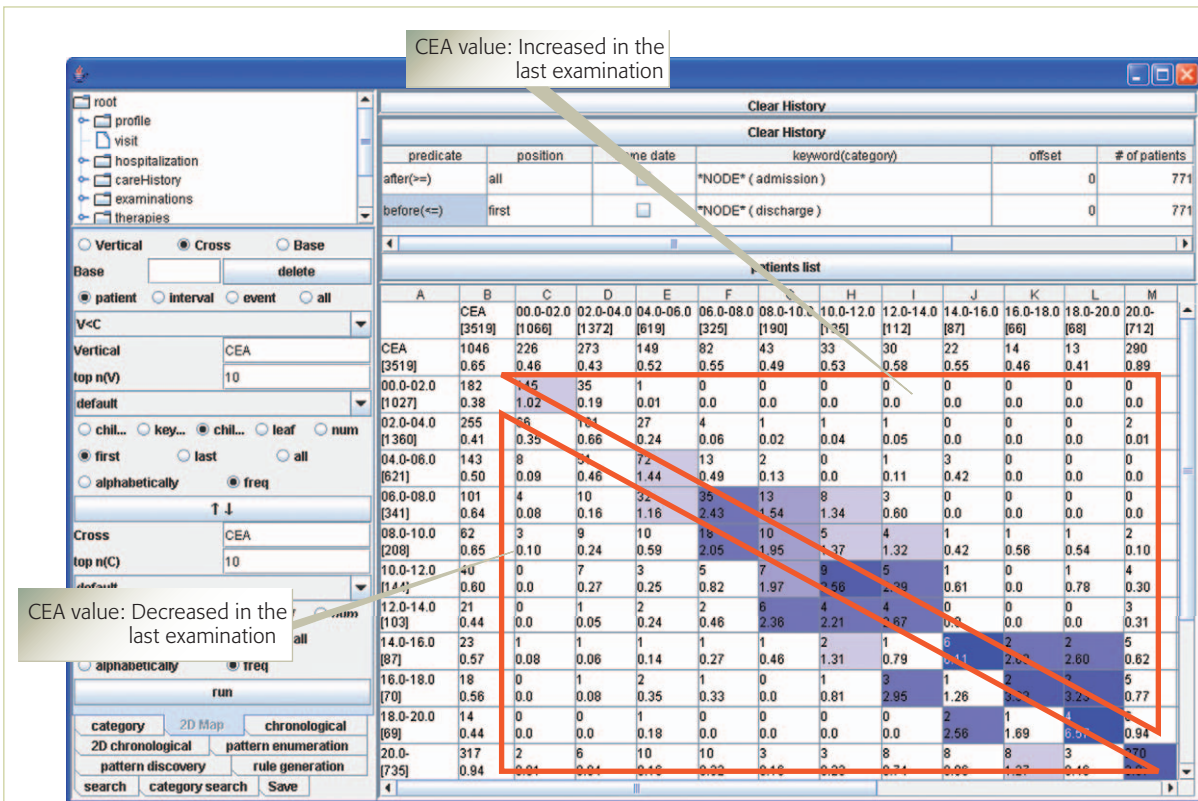 CEA value: Increased in the
last examination
root
profile
visit
hospitalization
careHistory
examinations
therapies
Vertical Cross Base
Base delete
patient interval event all
V<C
Vertical CEA
top n(V) 10
default
chil... key... chil... leaf num
first last all
alphabetically freq
Cross CEA
top n(C) 10
CEA value: Decreased in the
last examination
all
alphabetically freq
run
category 2D Map chronological
2D chronological pattern enumeration
pattern discovery rule generation
search category search Save
Clear History
Clear History
predicate position me date keyword(category) offset # of patients
after(>=) all *NODE* ( admission ) 0 771
before(<=) first *NODE* ( discharge ) 0 771
patients list
A B C D E F H I J K L M
CEA 00.0-02.0 02.0-04.0 04.0-06.0 06.0-08.0 08.0-10.0 10.0-12.0 12.0-14.0 14.0-16.0 16.0-18.0 18.0-20.0 20.0-
[3519] [1066] [1372] [619] [325] [190] [112] [87] [66] [68] [712]
CEA 1046 226 273 149 82 43 33 30 22 14 13 290
[3519] 0.65 0.46 0.43 0.52 0.55 0.49 0.53 0.58 0.55 0.46 0.41 0.89
00.0-02.0 182 145 35 1 0 0 0 0 0 0 0 0
[1027] 0.38 1.02 0.19 0.01 0.0 0.0 0.0 0.0 0.0 0.0 0.0 0.0
02.0-04.0 255 27 4 1 1 1 0 0 0 2
[1360] 0.41 0.35 0.66 0.24 0.06 0.02 0.04 0.05 0.0 0.0 0.0 0.01
04.0-06.0 143 8 72 13 2 0 1 3 0 0 0
[621] 0.50 0.09 0.46 1.44 0.49 0.13 0.0 0.11 0.42 0.0 0.0 0.0
06.0-08.0 101 4 10 32 35 13 8 3 0 0 0 0
[341] 0.64 0.08 0.16 1.16 2.43 1.54 1.34 0.60 0.0 0.0 0.0 0.0
08.0-10.0 62 3 9 10 18 10 5 4 1 1 1 2
[208] 0.65 0.10 0.24 0.59 2.05 1.95 1.37 1.32 0.42 0.56 0.54 0.10
10.0-12.0 40 0 7 3 5 7 9 5 1 0 1 4
0.60 0.0 0.27 0.25 0.82 1.97 0.61 0.0 0.78 0.30
12.0-14.0 21 0 1 2 2 6 4 4 0 0 0 3
[103] 0.44 0.0 0.05 0.24 0.46 2.36 2.21 2.67 0.0 0.0 0.31
14.0-16.0 23 1 1 1 1 1 2 1 6 2 2 5
[87] 0.57 0.08 0.06 0.14 0.27 0.46 1.31 0.79 2.60 0.62
16.0-18.0 18 0 1 2 1 0 1 3 1 2 5
[70] 0.56 0.0 0.08 0.35 0.33 0.0 0.81 2.95 1.26 0.77
18.0-20.0 14 0 0 1 0 0 0 0 2 1 4
[69] 0.44 0.0 0.0 0.18 0.0 0.0 0.0 0.0 2.56 1.69 0.94
20.0- 317 2 6 10 10 3 3 8 8 8 3
[735] 0.94